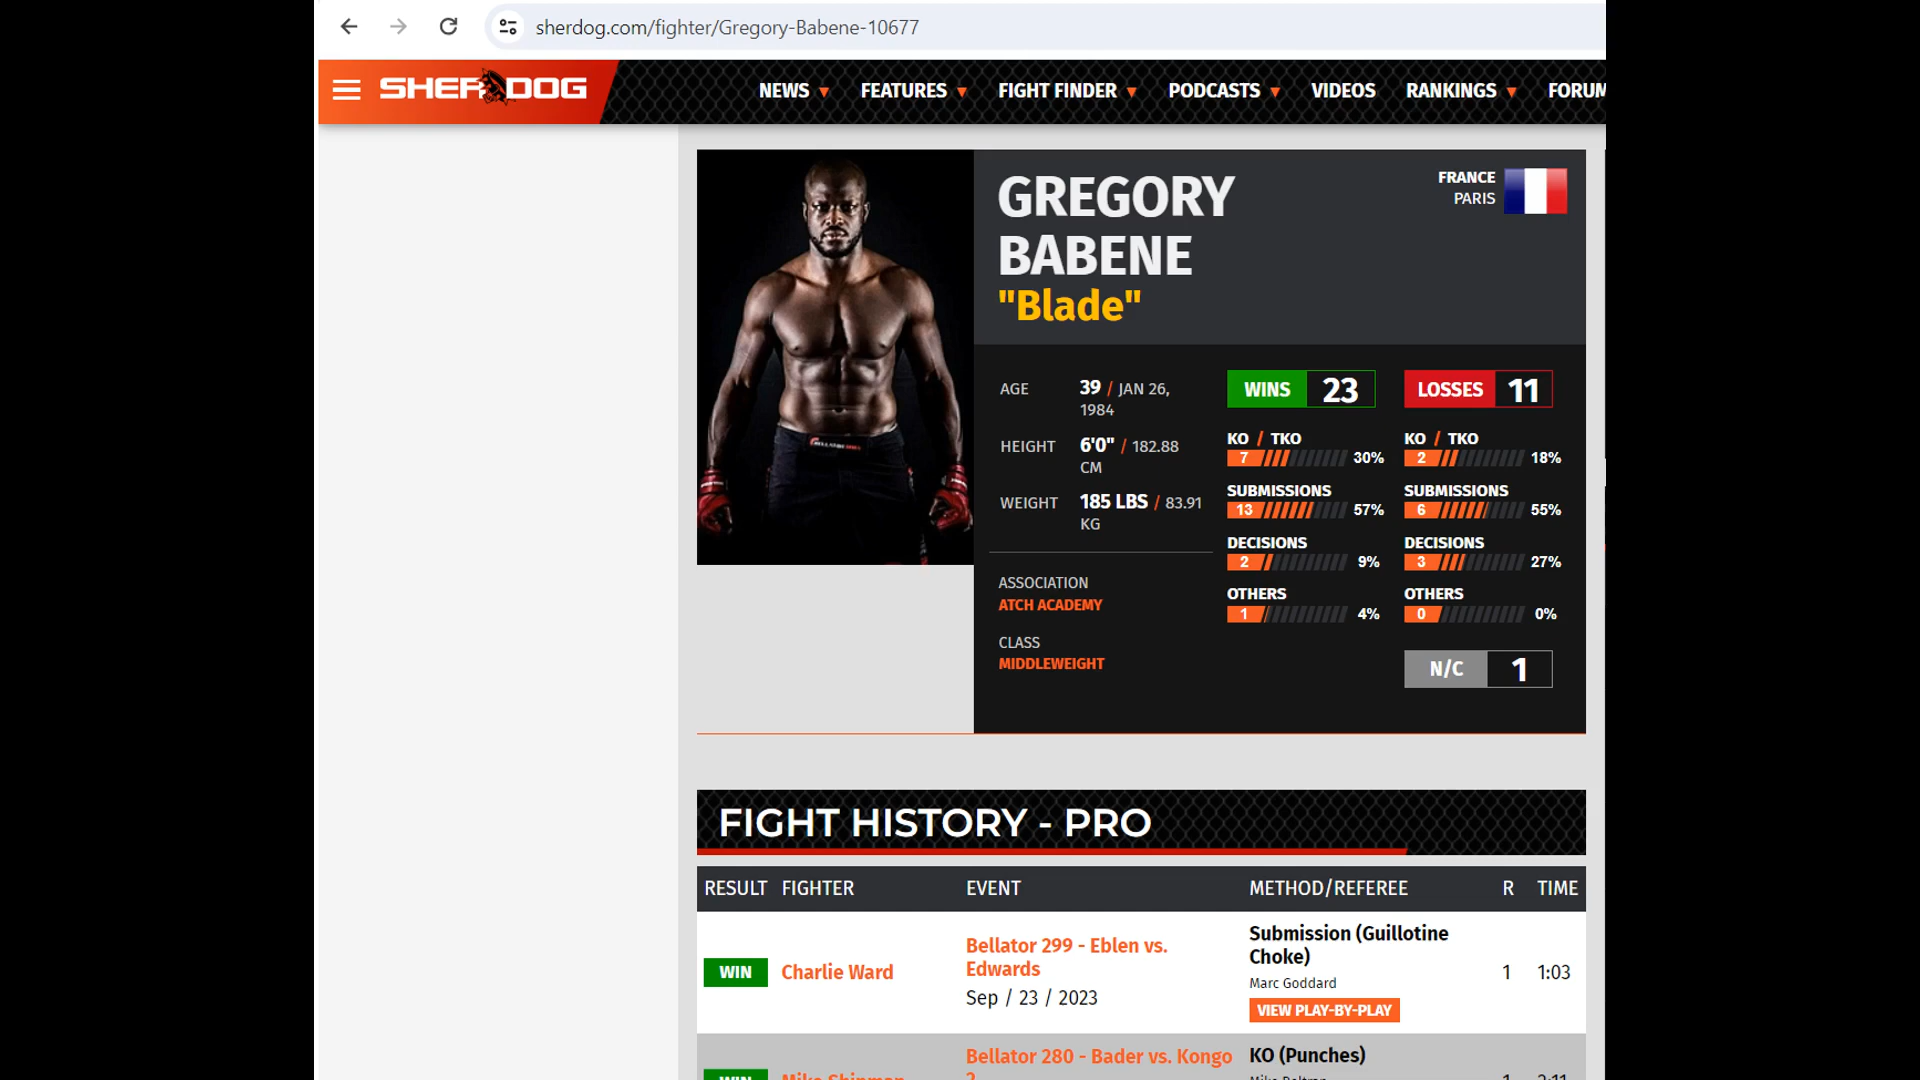 sherdog.com/fighter/Gregory-Babene-10677
SHERDOG
NEWS ▼ FEATURES ▼ FIGHT FINDER ▼ PODCASTS ▼ VIDEOS RANKINGS ▼ FORUM
GREGORY
BABENE
"Blade"
FRANCE
PARIS
AGE 39 / JAN 26,
1984
HEIGHT 6'0" / 182.88
CM
WEIGHT 185 LBS / 83.91
KG
ASSOCIATION
ATCH ACADEMY
CLASS
MIDDLEWEIGHT
WINS 23
KO / TKO
7 30%
SUBMISSIONS
13 57%
DECISIONS
2 9%
OTHERS
1 4%
LOSSES 11
KO / TKO
2 18%
SUBMISSIONS
6 55%
DECISIONS
3 27%
OTHERS
0 0%
N/C 1
FIGHT HISTORY - PRO
RESULT FIGHTER EVENT METHOD/REFEREE R TIME
WIN Charlie Ward
Bellator 299 - Eblen vs.
Edwards
Sep / 23 / 2023
Submission (Guillotine
Choke)
Marc Goddard
VIEW PLAY-BY-PLAY
1 1:03
Bellator 280 - Bader vs. Kongo
KO (Punches)